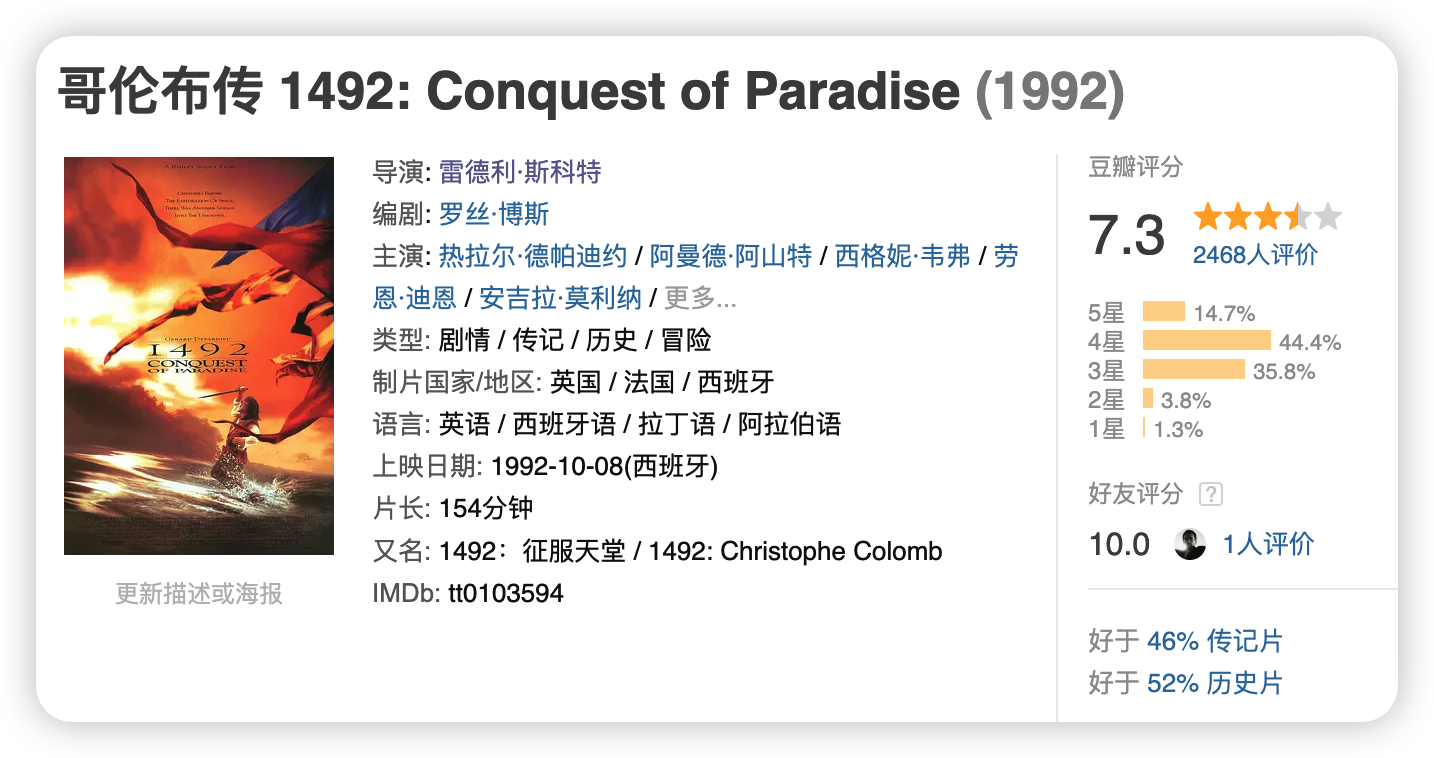 哥伦布传 1492: Conquest of Paradise (1992)
A RIDLEY SCOTT FILM
CENTURIES BEFORE
THE EXPLORATION OF SPACE,
THERE WAS ANOTHER VOYAGE
INTO THE UNKNOWN.
GERARD DEPARDIEU
1492
CONQUEST
OF PARADISE
更新描述或海报
导演: 雷德利·斯科特
编剧: 罗丝·博斯
主演: 热拉尔·德帕迪约 / 阿曼德·阿山特 / 西格妮·韦弗 / 劳
恩·迪恩 / 安吉拉·莫利纳 / 更多...
类型: 剧情 / 传记 / 历史 / 冒险
制片国家/地区: 英国 / 法国 / 西班牙
语言: 英语 / 西班牙语 / 拉丁语 / 阿拉伯语
上映日期: 1992-10-08(西班牙)
片长: 154分钟
又名: 1492：征服天堂 / 1492: Christophe Colomb
IMDb: tt0103594
豆瓣评分
7.3
2468人评价
5星 14.7%
4星 44.4%
3星 35.8%
2星 3.8%
1星 1.3%
好友评分 ?
10.0 1人评价
好于 46% 传记片
好于 52% 历史片